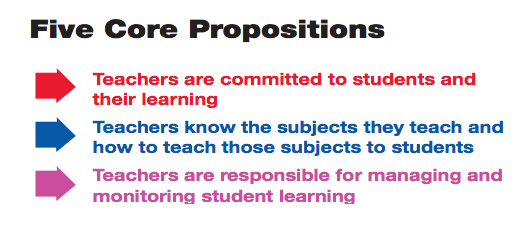 Five Core Propositions
Teachers are committed to students and
their learning
Teachers know the subjects they teach and
how to teach those subjects to students
Teachers are responsible for managing and
monitoring student learning